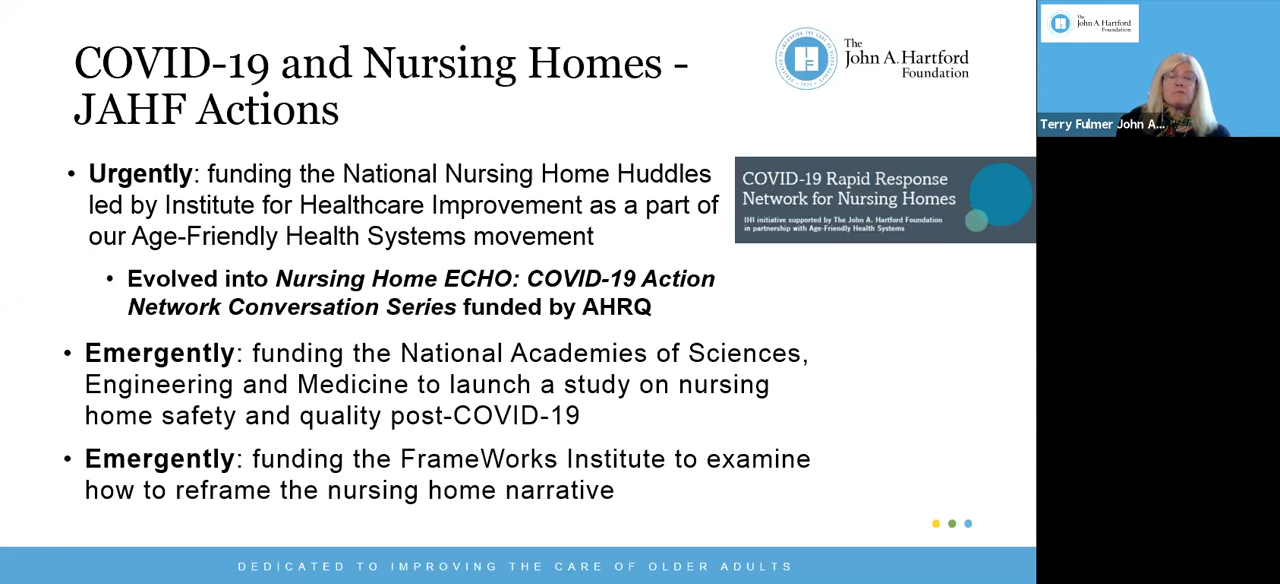 COVID-19 and Nursing Homes -
JAHF Actions
The
John A. Hartford
Foundation
• Urgently: funding the National Nursing Home Huddles
led by Institute for Healthcare Improvement as a part of
our Age-Friendly Health Systems movement
• Evolved into Nursing Home ECHO: COVID-19 Action
Network Conversation Series funded by AHRQ
• Emergently: funding the National Academies of Sciences,
Engineering and Medicine to launch a study on nursing
home safety and quality post-COVID-19
• Emergently: funding the FrameWorks Institute to examine
how to reframe the nursing home narrative
COVID-19 Rapid Response
Network for Nursing Homes
IHI initiative supported by The John A. Hartford Foundation
in partnership with Age-Friendly Health Systems
DEDICATED TO IMPROVING THE CARE OF OLDER ADULTS
The
John A. Hartford
Foundation
Terry Fulmer John A...